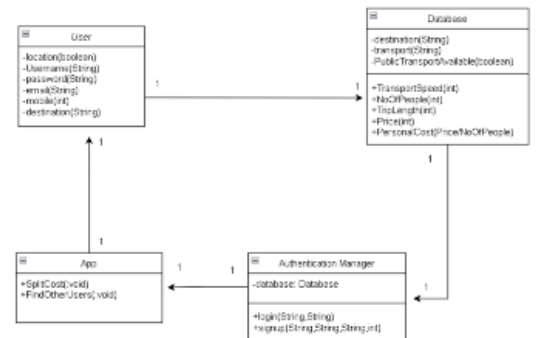 User
-location(boolean)
-Username(String)
-password(String)
-email(String)
-mobile(int)
-destination(String)
1
1
Database
-destination(String)
-transport(String)
-PublicTransportAvailable(boolean)
+TransportSpeed(int)
+NoOfPeople(int)
+TripLength(int)
+Price(int)
+PersonalCost(Price/NoOfPeople)
1
1
App
+SplitCost(:void)
+FindOtherUsers(:void)
1
1
1
Authentication Manager
-database: Database
+login(String,String)
+signup(String,String,String,int)
1